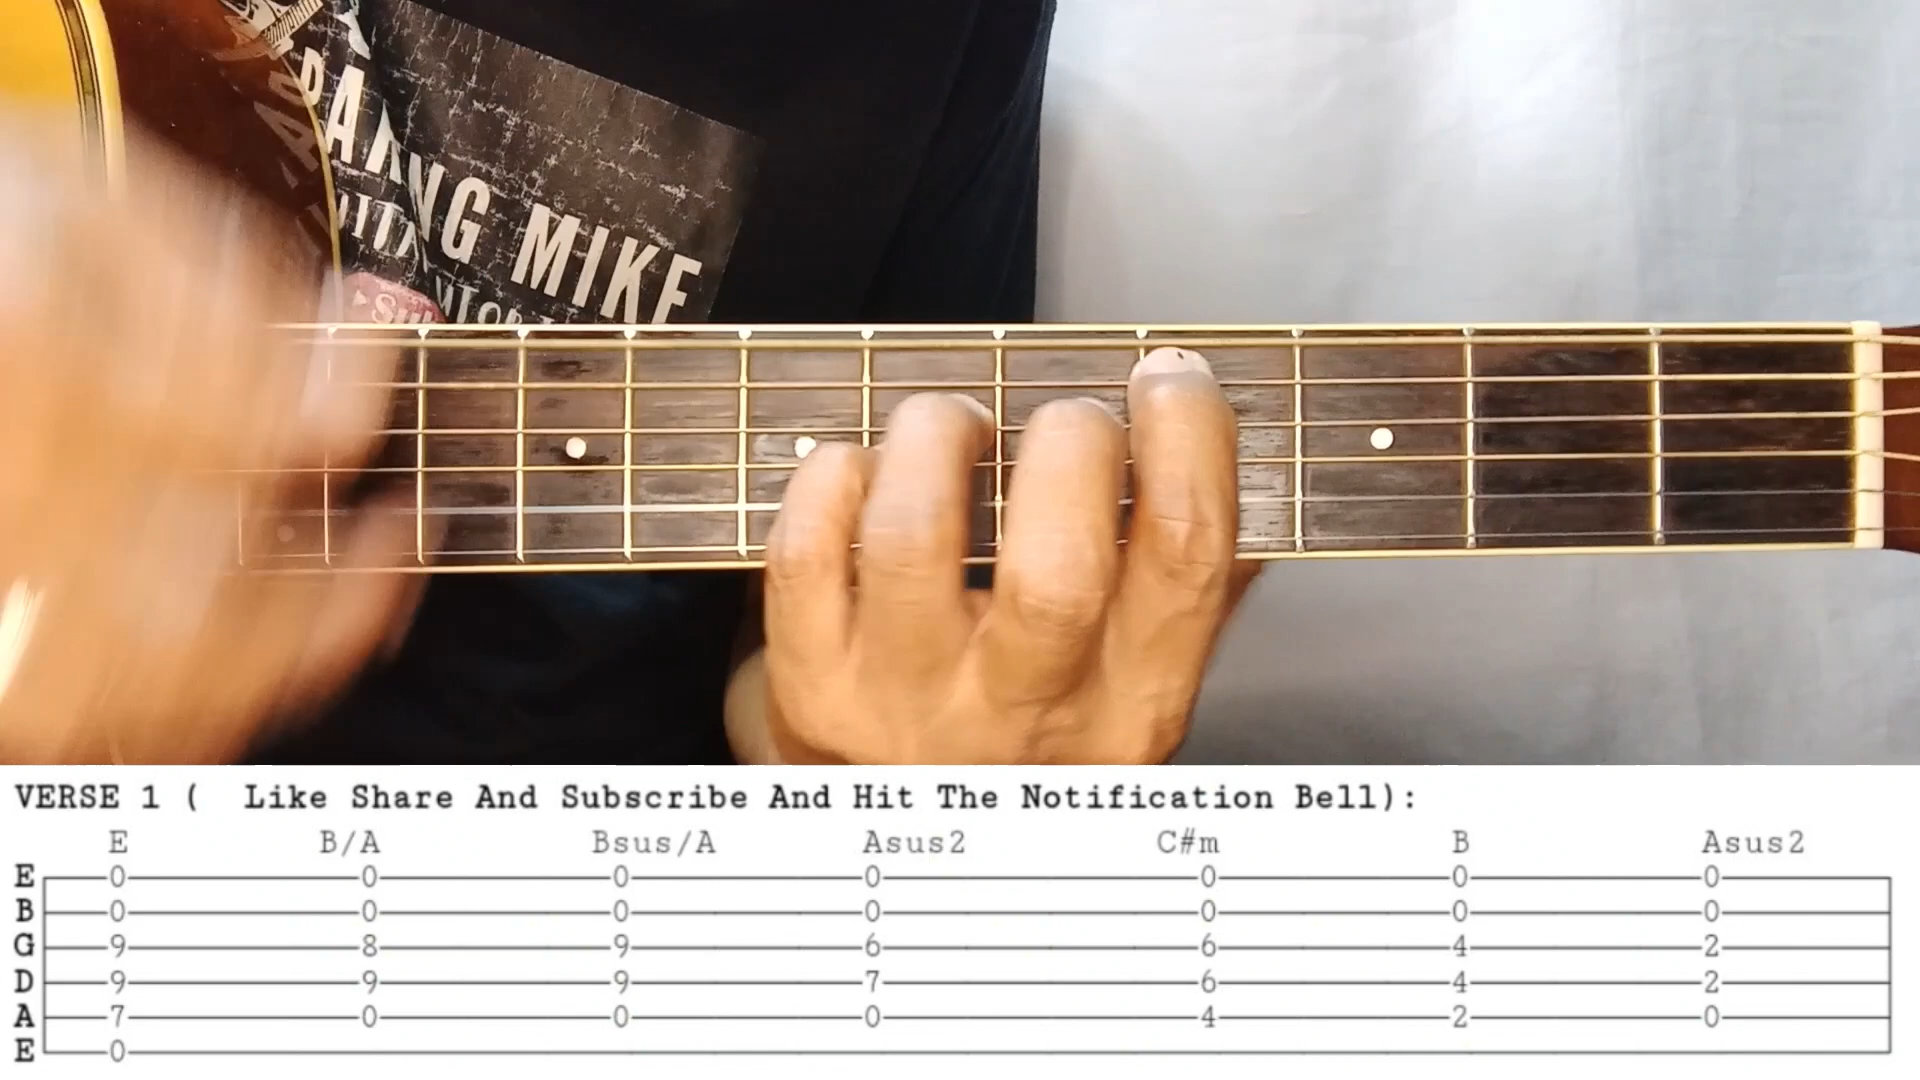 PARNG MIKE
VERSE 1 ( Like Share And Subscribe And Hit The Notification Bell):
E B/A Bsus/A Asus2 C#m B Asus2
E 0 0 0 0 0 0 0
B 0 0 0 0 0 0 0
G 9 8 9 6 6 4 2
D 9 9 9 7 6 4 2
A 7 0 0 0 4 2 0
E 0